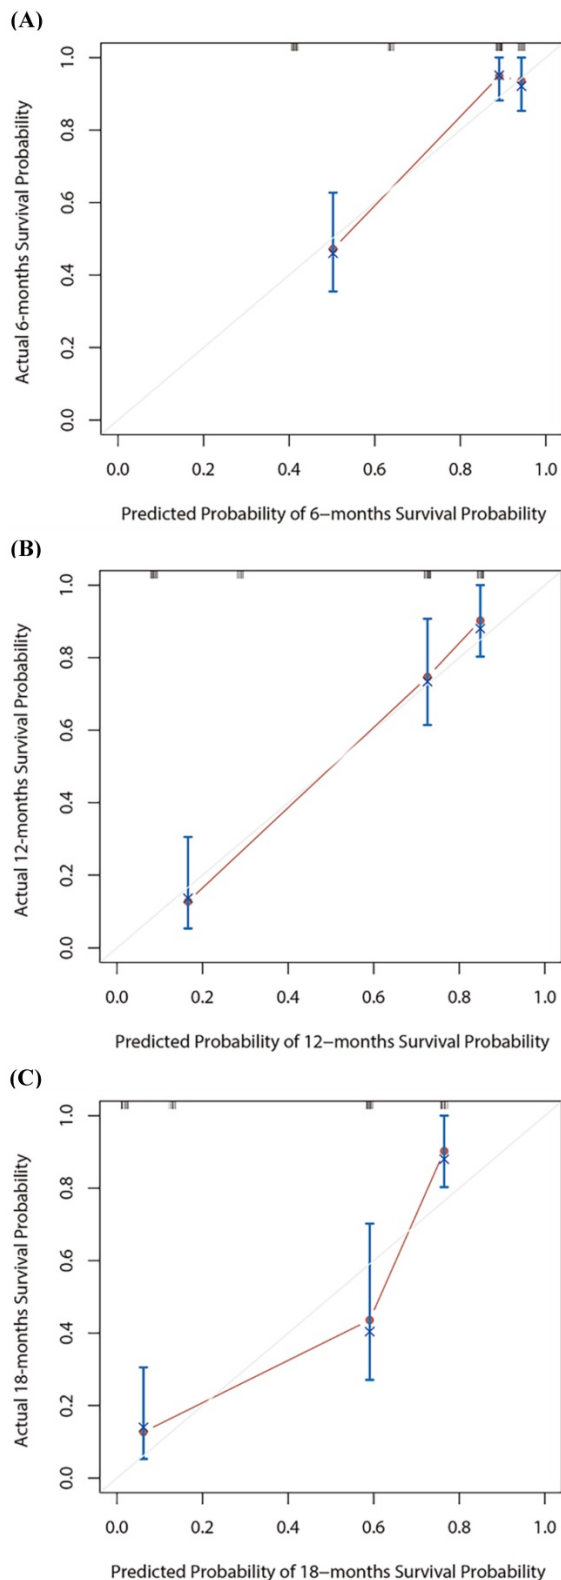 (A)
Actual 6-months Survival Probability
1.0
0.8
0.6
0.4
0.2
0.0
0.0 0.2 0.4 0.6 0.8 1.0
Predicted Probability of 6−months Survival Probability
(B)
Actual 12-months Survival Probability
1.0
0.8
0.6
0.4
0.2
0.0
0.0 0.2 0.4 0.6 0.8 1.0
Predicted Probability of 12−months Survival Probability
(C)
Actual 18-months Survival Probability
1.0
0.8
0.6
0.4
0.2
0.0
0.0 0.2 0.4 0.6 0.8 1.0
Predicted Probability of 18−months Survival Probability